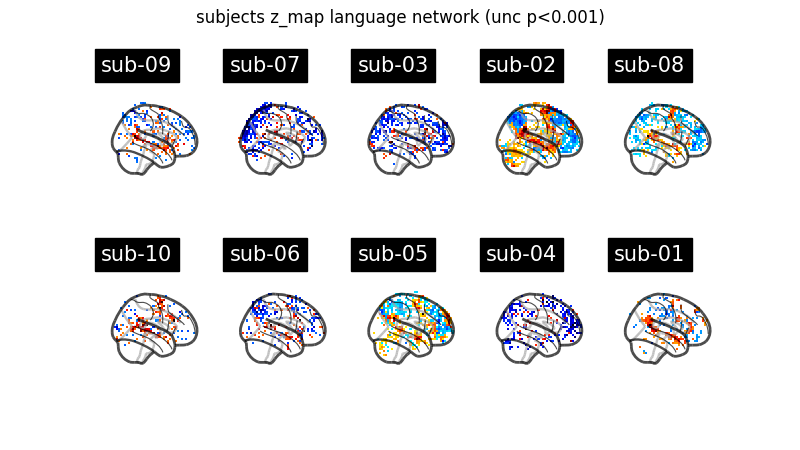 subjects z_map language network (unc p<0.001)
sub-09
sub-07
sub-03
sub-02
sub-08
sub-10
sub-06
sub-05
sub-04
sub-01